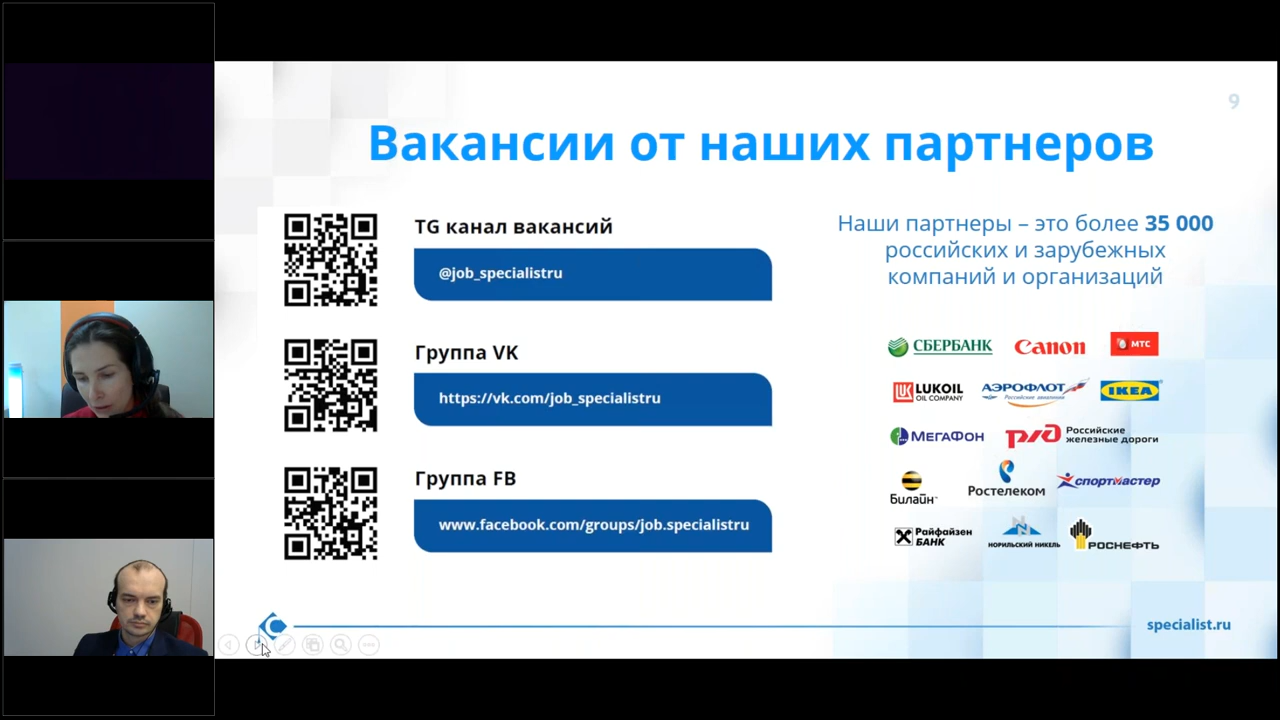 9
Вакансии от наших партнеров
TG канал вакансий
@job_specialistru
Группа VK
https://vk.com/job_specialistru
Группа FB
www.facebook.com/groups/job.specialistru
Наши партнеры – это более 35 000
российских и зарубежных
компаний и организаций
СБЕРБАНК Canon МТС
LUKOIL
OIL COMPANY
АЭРОФЛОТ
Российские авиалинии
IKEA
МЕГАФОН
ржд Российские
железные дороги
Билайн
Ростелеком
СПОРТМАСТЕР
Райфайзен
БАНК
НОРИЛЬСКИЙ НИКЕЛЬ
РОСНЕФТЬ
specialist.ru